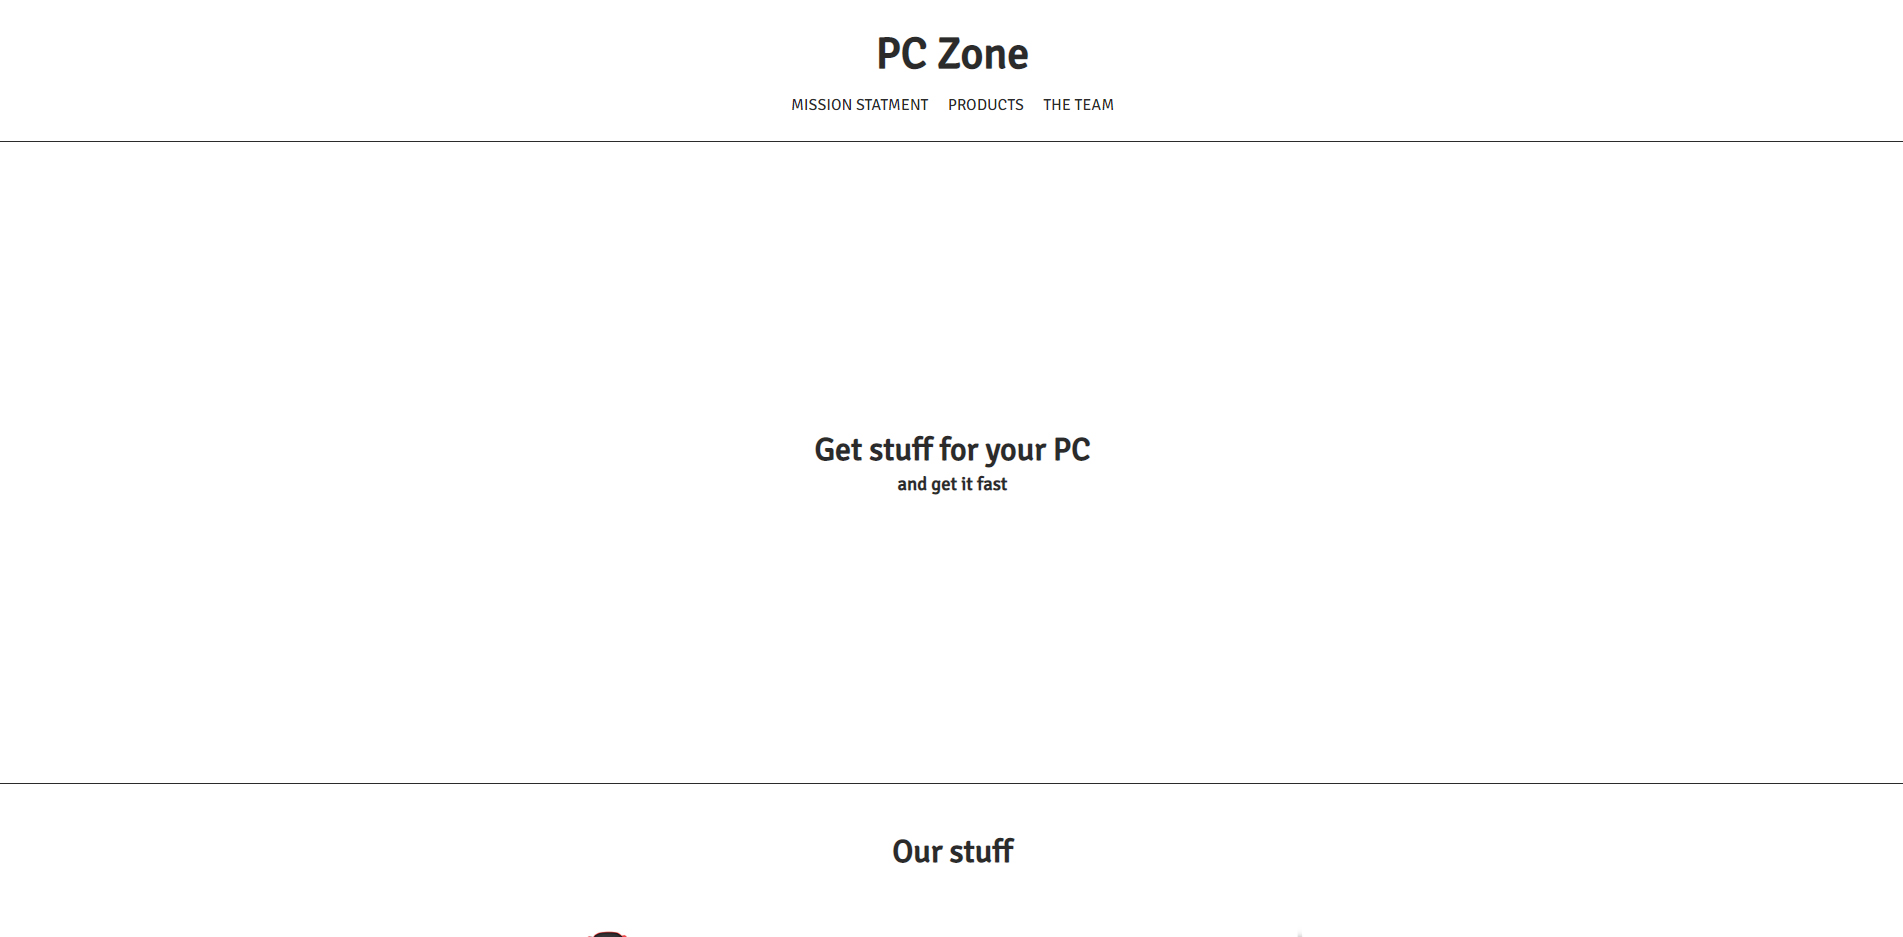 PC Zone
MISSION STATMENT PRODUCTS THE TEAM
Get stuff for your PC
and get it fast
Our stuff